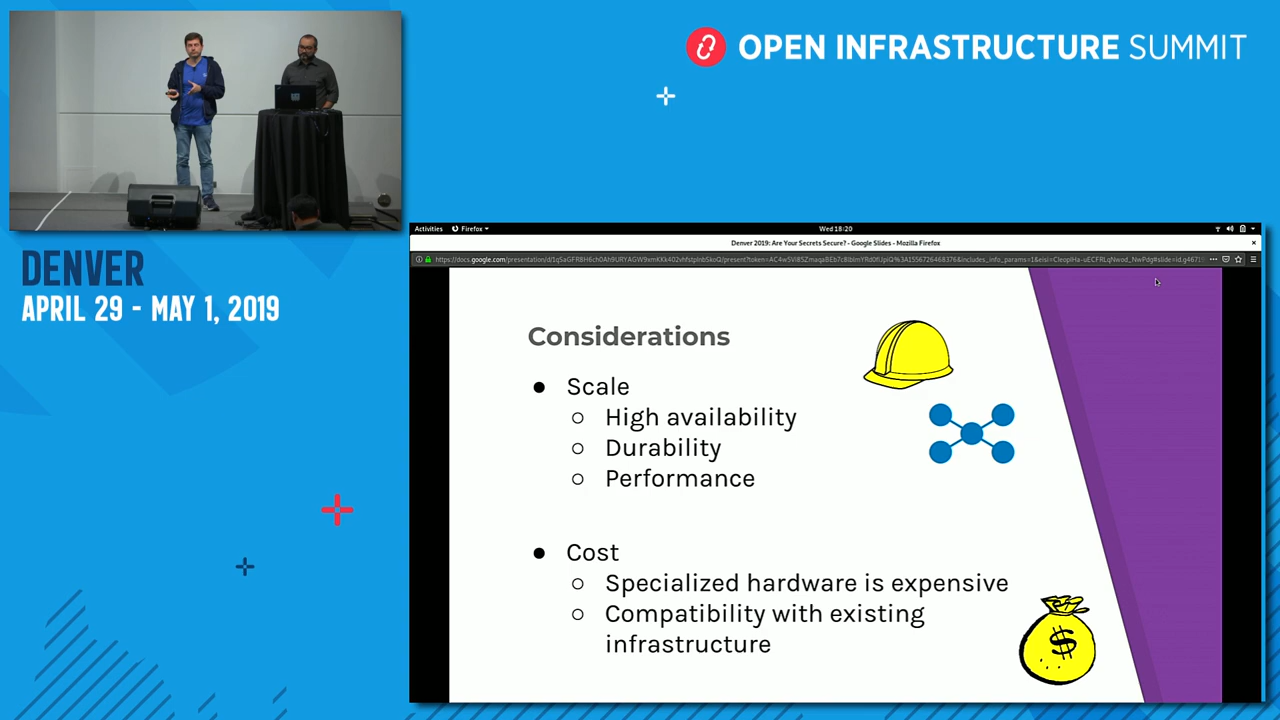 OPEN INFRASTRUCTURE SUMMIT
DENVER
APRIL 29 - MAY 1, 2019
Activities
Firefox
Wed 18:20
Denver 2019: Are Your Secrets Secure? - Google Slides - Mozilla Firefox
Considerations
● Scale
○ High availability
○ Durability
○ Performance
● Cost
○ Specialized hardware is expensive
○ Compatibility with existing
infrastructure
$